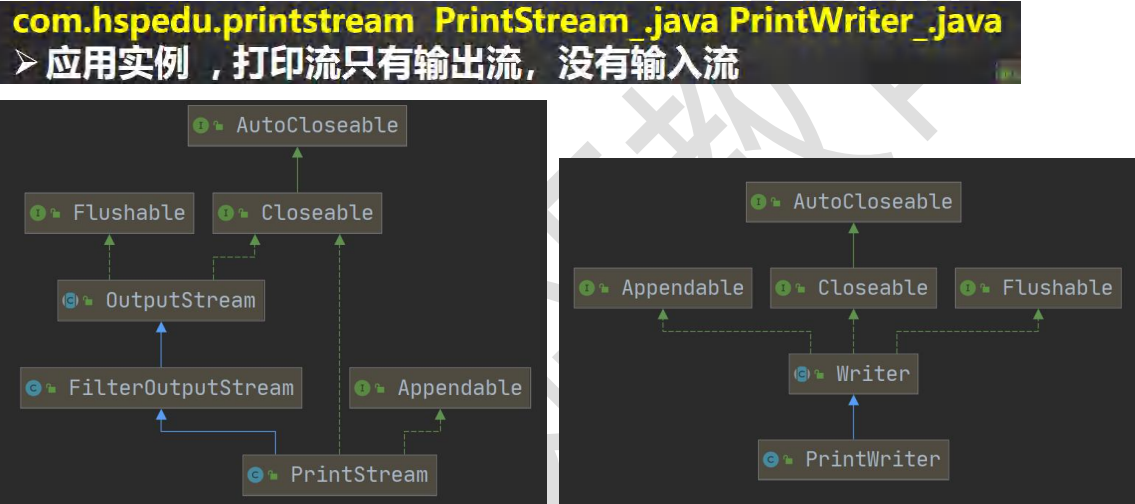 com.hspedu.printstream PrintStream_.java PrintWriter_.java
➢ 应用实例 ，打印流只有输出流，没有输入流
AutoCloseable
Flushable
Closeable
OutputStream
FilterOutputStream
Appendable
PrintStream
AutoCloseable
Appendable
Closeable
Flushable
Writer
PrintWriter